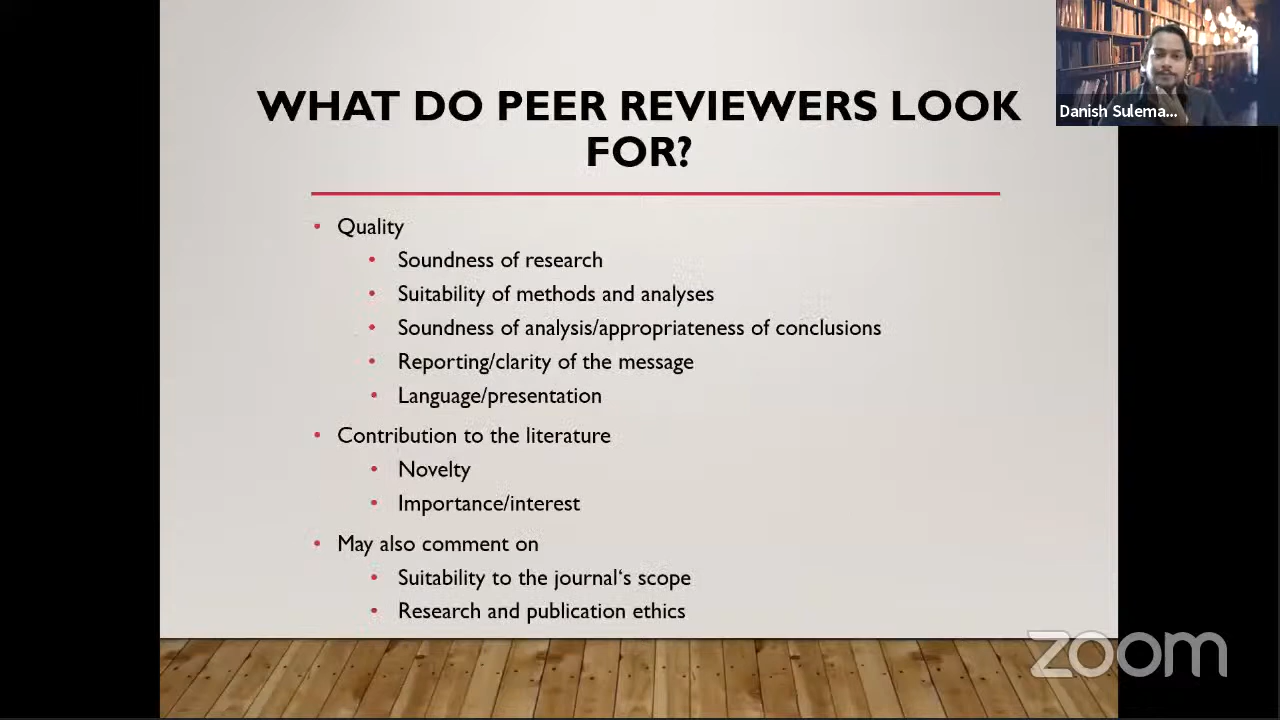 WHAT DO PEER REVIEWERS LOOK
FOR?
Danish Sulema...
• Quality
• Soundness of research
• Suitability of methods and analyses
• Soundness of analysis/appropriateness of conclusions
• Reporting/clarity of the message
• Language/presentation
• Contribution to the literature
• Novelty
• Importance/interest
• May also comment on
• Suitability to the journal‘s scope
• Research and publication ethics
zoom